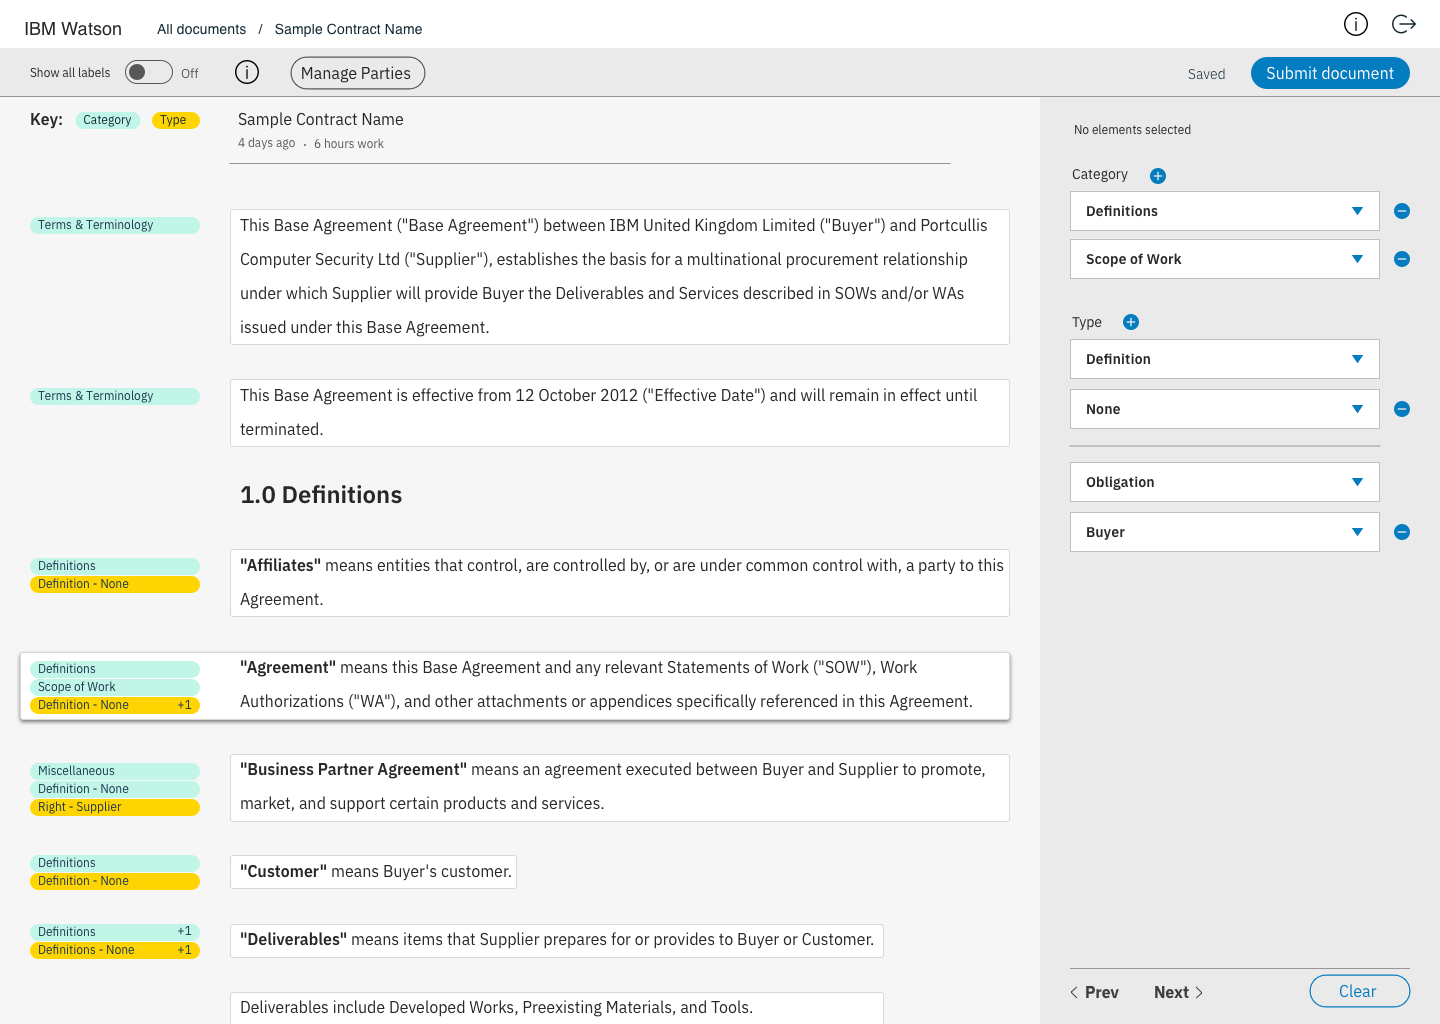 IBM Watson
All documents / Sample Contract Name
Show all labels Off
Manage Parties
Saved
Submit document
Key: Category Type
Sample Contract Name
4 days ago · 6 hours work
Terms & Terminology
This Base Agreement ("Base Agreement") between IBM United Kingdom Limited ("Buyer") and Portcullis
Computer Security Ltd ("Supplier"), establishes the basis for a multinational procurement relationship
under which Supplier will provide Buyer the Deliverables and Services described in SOWs and/or WAs
issued under this Base Agreement.
Terms & Terminology
This Base Agreement is effective from 12 October 2012 ("Effective Date") and will remain in effect until
terminated.
1.0 Definitions
Definitions
Definition - None
"Affiliates" means entities that control, are controlled by, or are under common control with, a party to this
Agreement.
Definitions
Scope of Work
Definition - None +1
"Agreement" means this Base Agreement and any relevant Statements of Work ("SOW"), Work
Authorizations ("WA"), and other attachments or appendices specifically referenced in this Agreement.
Miscellaneous
Definition - None
Right - Supplier
"Business Partner Agreement" means an agreement executed between Buyer and Supplier to promote,
market, and support certain products and services.
Definitions
Definition - None
"Customer" means Buyer's customer.
Definitions +1
Definitions - None +1
"Deliverables" means items that Supplier prepares for or provides to Buyer or Customer.
Deliverables include Developed Works, Preexisting Materials, and Tools.
No elements selected
Category
Definitions
Scope of Work
Type
Definition
None
Obligation
Buyer
Prev Next
Clear